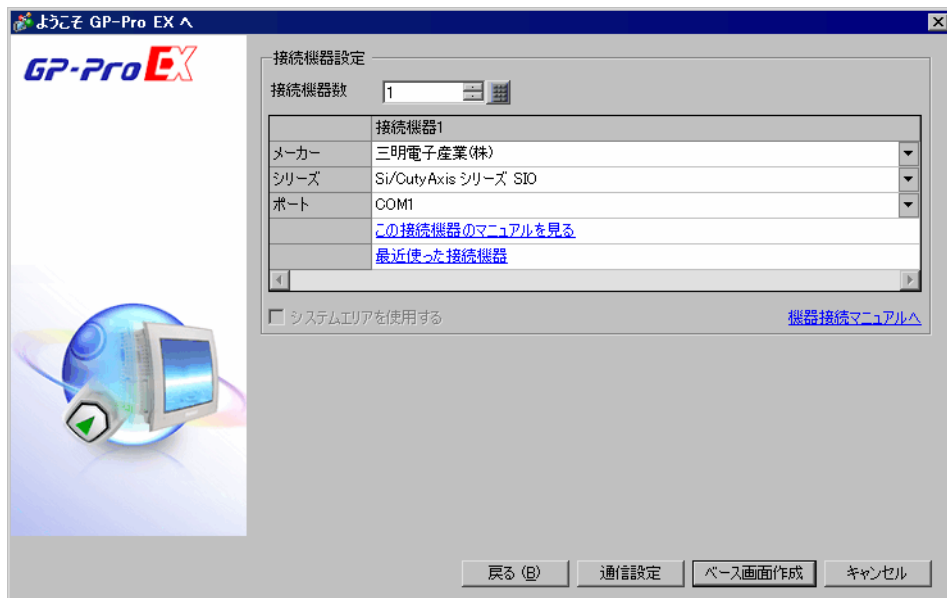 ようこそ GP-Pro EX へ
GP-Pro EX
接続機器設定
接続機器数 1
接続機器1
メーカー 三明電子産業(株)
シリーズ Si/CutyAxis シリーズ SIO
ポート COM1
この接続機器のマニュアルを見る
最近使った接続機器
システムエリアを使用する 機器接続マニュアルへ
戻る (B) 通信設定 ベース画面作成 キャンセル